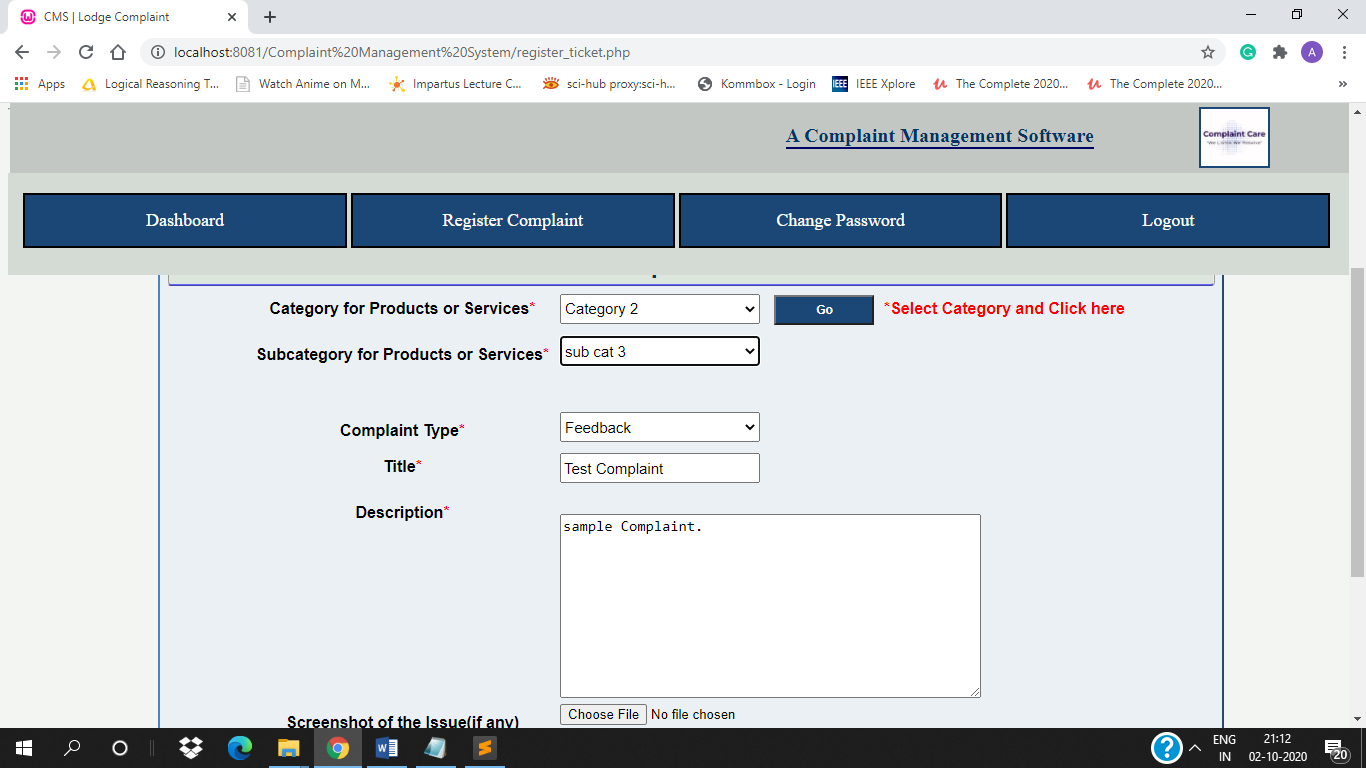 CMS | Lodge Complaint
localhost:8081/Complaint%20Management%20System/register_ticket.php
A
Apps
Logical Reasoning T...
Watch Anime on M...
Impartus Lecture C...
sci-hub proxy:sci-h...
Kommbox - Login
IEEE
IEEE Xplore
The Complete 2020...
The Complete 2020...
»
A Complaint Management Software
Complaint Care
Dashboard
Register Complaint
Change Password
Logout
Category for Products or Services*
Category 2
Go
*Select Category and Click here
Subcategory for Products or Services*
sub cat 3
Complaint Type*
Feedback
Title*
Test Complaint
Description*
sample Complaint.
Screenshot of the Issue(if any)
Choose File No file chosen
ENG
IN
21:12
02-10-2020
20